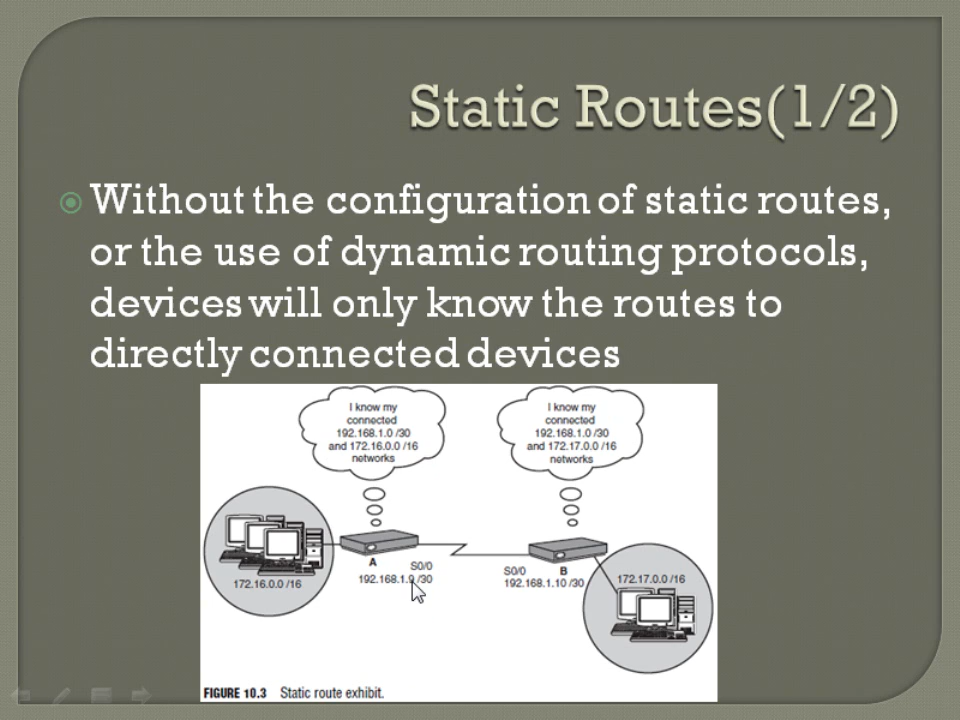 Static Routes(1/2)
Without the configuration of static routes,
or the use of dynamic routing protocols,
devices will only know the routes to
directly connected devices
I know my
connected
192.168.1.0 /30
and 172.16.0.0 /16
networks
I know my
connected
192.168.1.0 /30
and 172.17.0.0 /16
networks
172.16.0.0 /16
A
S0/0
192.168.1.9 /30
S0/0
B
192.168.1.10 /30
172.17.0.0 /16
FIGURE 10.3 Static route exhibit.